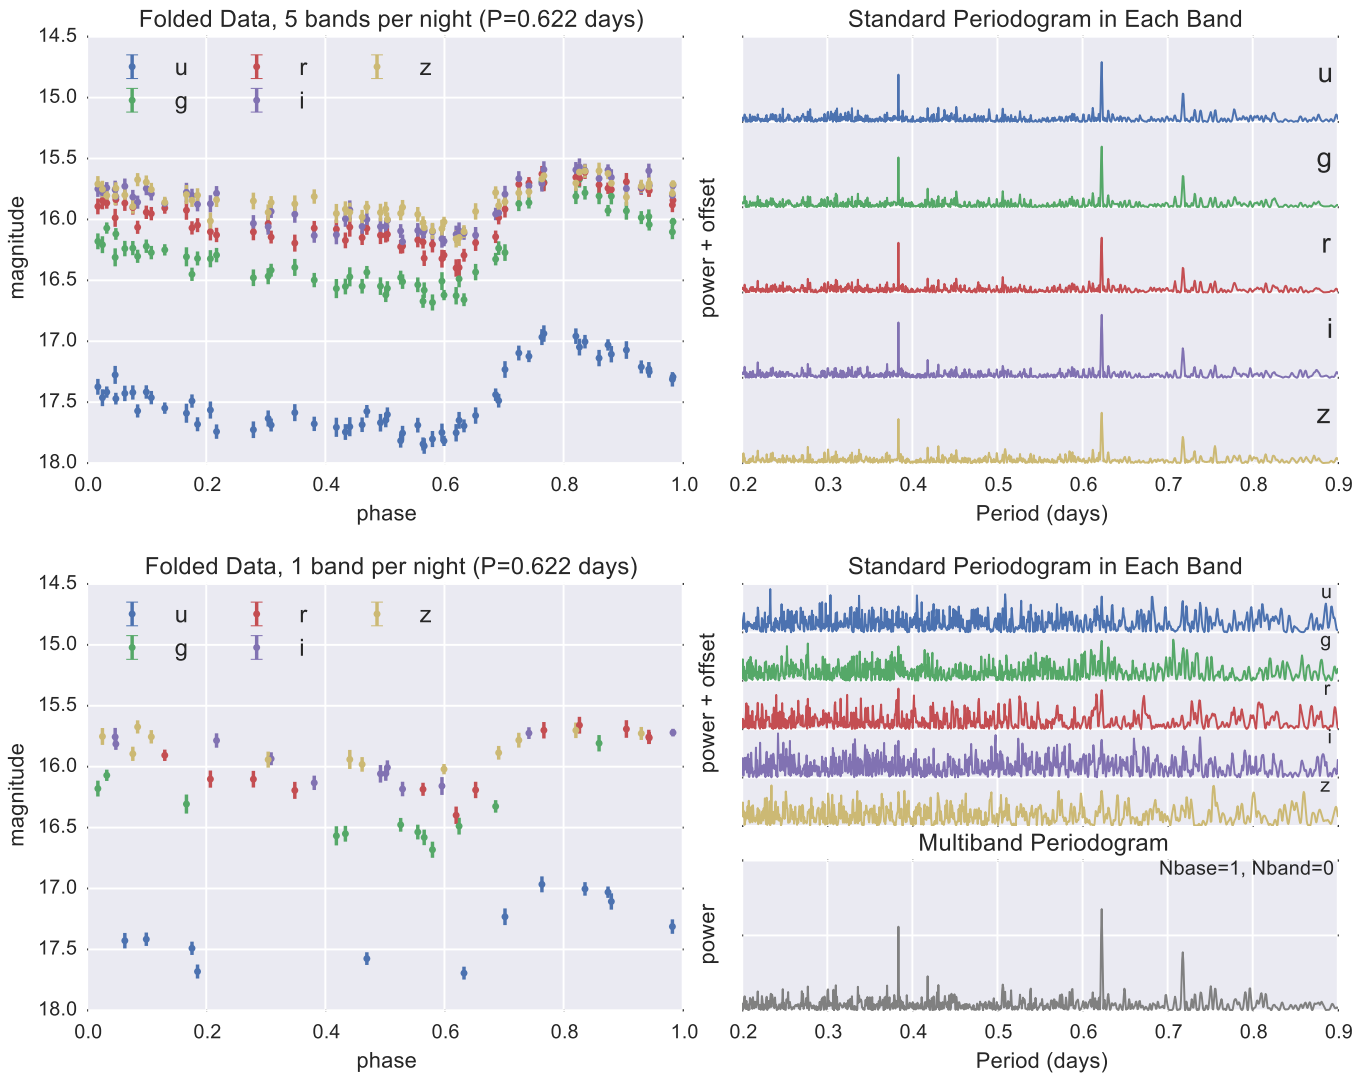 Folded Data, 5 bands per night (P=0.622 days)
14.5
15.0
15.5
16.0
16.5
17.0
17.5
18.0
magnitude
u r z
g i
0.0 0.2 0.4 0.6 0.8 1.0
phase
Standard Periodogram in Each Band
power + offset
u
g
r
i
z
0.2 0.3 0.4 0.5 0.6 0.7 0.8 0.9
Period (days)
Folded Data, 1 band per night (P=0.622 days)
14.5
15.0
15.5
16.0
16.5
17.0
17.5
18.0
magnitude
u r z
g i
0.0 0.2 0.4 0.6 0.8 1.0
phase
Standard Periodogram in Each Band
power + offset
u
g
r
i
z
Multiband Periodogram
Nbase=1, Nband=0
power
0.2 0.3 0.4 0.5 0.6 0.7 0.8 0.9
Period (days)